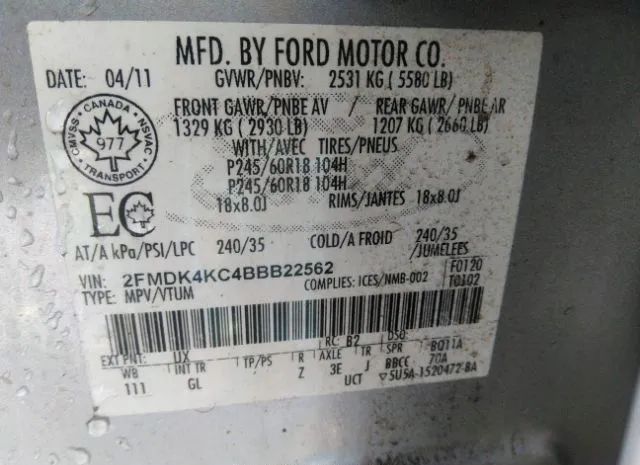 MFD. BY FORD MOTOR CO.
DATE: 04/11 GVWR/PNBV: 2531 KG ( 5580 LB)
FRONT GAWR/PNBE AV / REAR GAWR/PNBE AR
1329 KG ( 2930 LB) 1207 KG ( 2660 LB)
WITH/AVEC TIRES/PNEUS
P245/60R18 104H
P245/60R18 104H
18x8.0J RIMS/JANTES 18x8.0J
CANADA
CMVSS NSVAC
977
TRANSPORT
EC
AT/A kPa/PSI/LPC 240/35 COLD/A FROID 240/35
/JUMELEES
VIN: 2FMDK4KC4BBB22562 COMPLIES: ICES/NMB-002 F0120
TYPE: MPV/VTUM T0102
EXT PNT: UX RC: B2 DSO:
WB INT TR TP/PS R AXLE TR SPR BQ11A
111 GL Z 3E J BBCC 70A
UCT 5U5A-1520472-BA